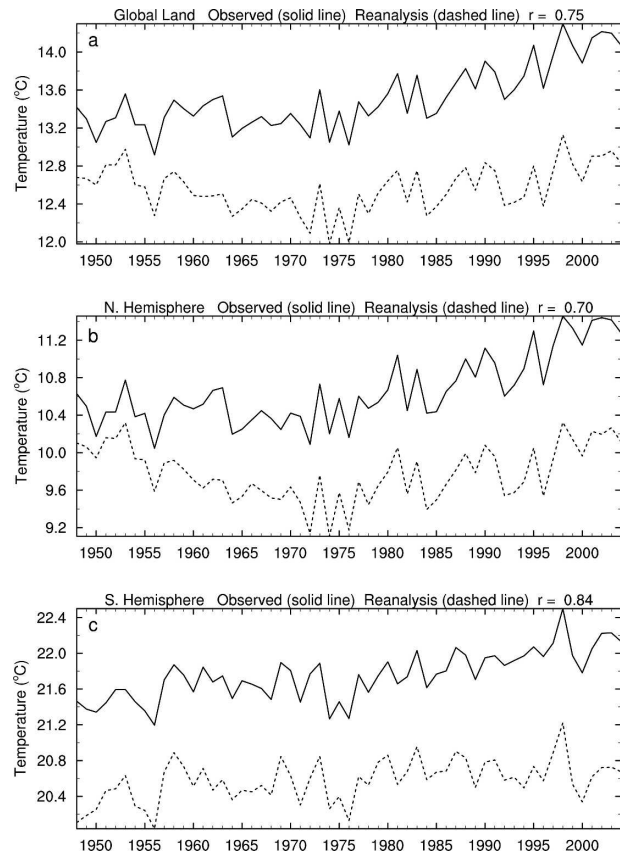 Global Land Observed (solid line) Reanalysis (dashed line) r = 0.75
a
Temperature (°C)
14.0
13.6
13.2
12.8
12.4
12.0
1950 1955 1960 1965 1970 1975 1980 1985 1990 1995 2000
N. Hemisphere Observed (solid line) Reanalysis (dashed line) r = 0.70
b
Temperature (°C)
11.2
10.8
10.4
10.0
9.6
9.2
1950 1955 1960 1965 1970 1975 1980 1985 1990 1995 2000
S. Hemisphere Observed (solid line) Reanalysis (dashed line) r = 0.84
c
Temperature (°C)
22.4
22.0
21.6
21.2
20.8
20.4
1950 1955 1960 1965 1970 1975 1980 1985 1990 1995 2000